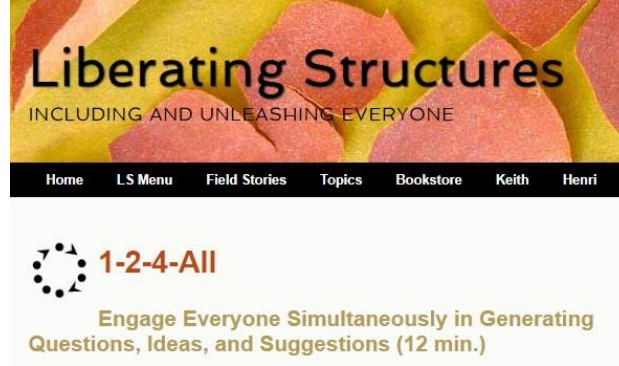 Liberating Structures
INCLUDING AND UNLEASHING EVERYONE
Home LS Menu Field Stories Topics Bookstore Keith Henri
1-2-4-All
Engage Everyone Simultaneously in Generating
Questions, Ideas, and Suggestions (12 min.)